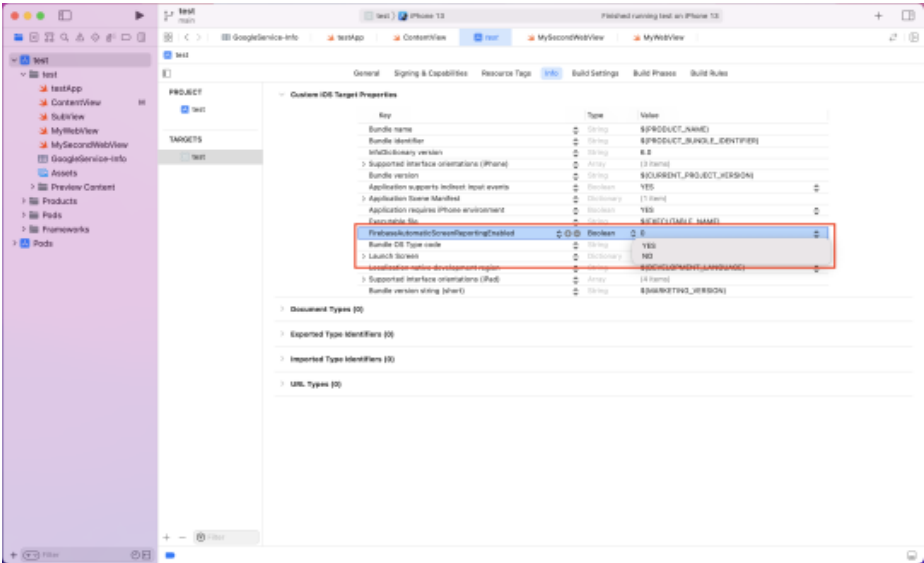 test
main
test
iPhone 13
Finished running test on iPhone 13
GoogleService-Info
testApp
ContentView
test
MySecondWebView
MyWebView
test
test
test
testApp
ContentView
M
SubView
MyWebView
MySecondWebView
GoogleService-Info
Assets
Preview Content
Products
Pods
Frameworks
Pods
General Signing & Capabilities Resource Tags Info Build Settings Build Phases Build Rules
PROJECT
test
TARGETS
test
Custom iOS Target Properties
Key Type Value
Bundle name String $(PRODUCT_NAME)
Bundle identifier String $(PRODUCT_BUNDLE_IDENTIFIER)
InfoDictionary version String 6.0
Supported interface orientations (iPhone) Array (3 items)
Bundle version String $(CURRENT_PROJECT_VERSION)
Application supports indirect input events Boolean YES
Application Scene Manifest Dictionary (1 item)
Application requires iPhone environment Boolean YES
Executable file String $(EXECUTABLE_NAME)
FirebaseAutomaticScreenReportingEnabled Boolean 0
Bundle OS Type code String YES
Launch Screen Dictionary NO
Localization native development region String $(DEVELOPMENT_LANGUAGE)
Supported interface orientations (iPad) Array (4 items)
Bundle version string (short) String $(MARKETING_VERSION)
Document Types (0)
Exported Type Identifiers (0)
Imported Type Identifiers (0)
URL Types (0)
Filter
Filter